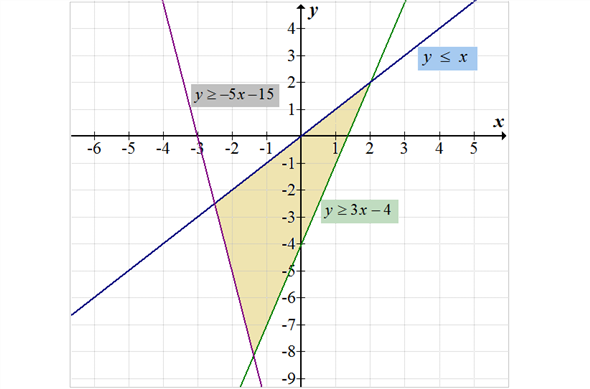 y
4
y ≤ x
3
2
y ≥ −5x − 15
1
x
-6 -5 -4 -3 -2 -1 1 2 3 4 5
-1
-2
y ≥ 3x − 4
-3
-4
-5
-6
-7
-8
-9